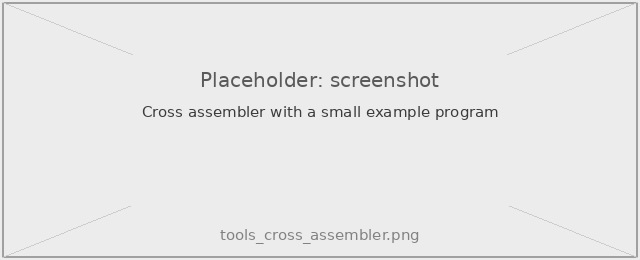 Placeholder: screenshot
Cross assembler with a small example program
tools_cross_assembler.png